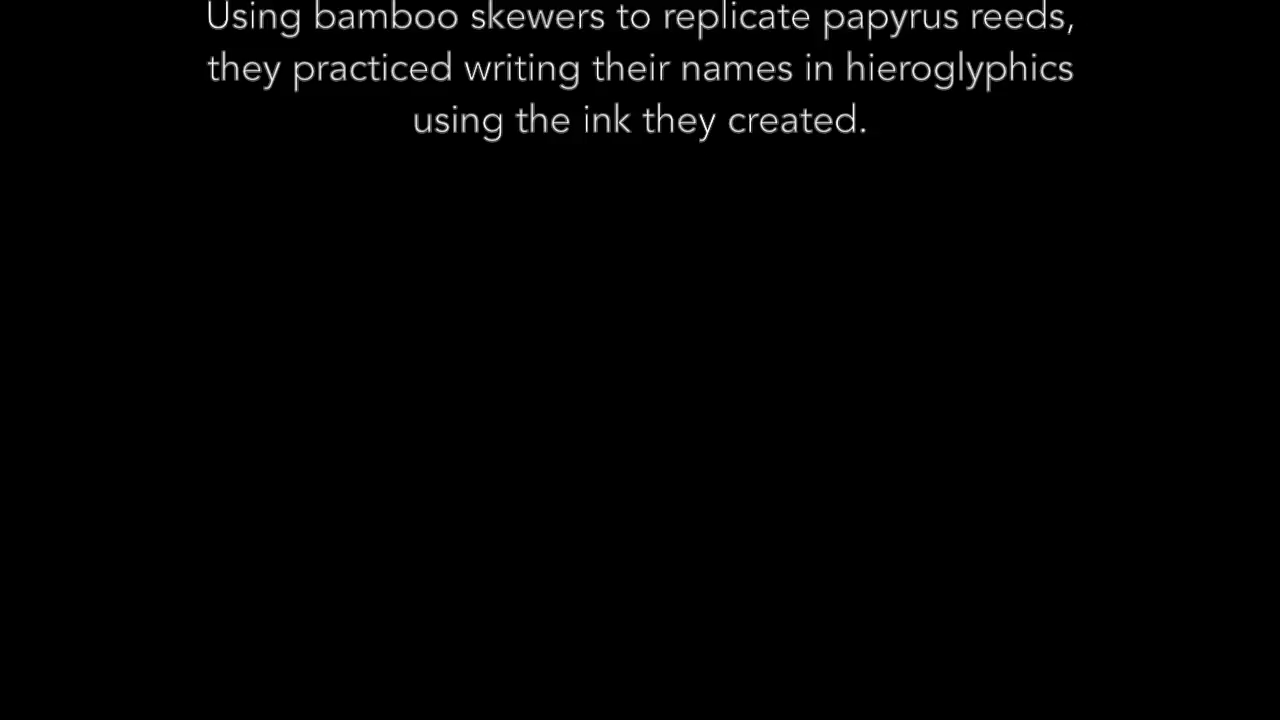 Using bamboo skewers to replicate papyrus reeds,
they practiced writing their names in hieroglyphics
using the ink they created.